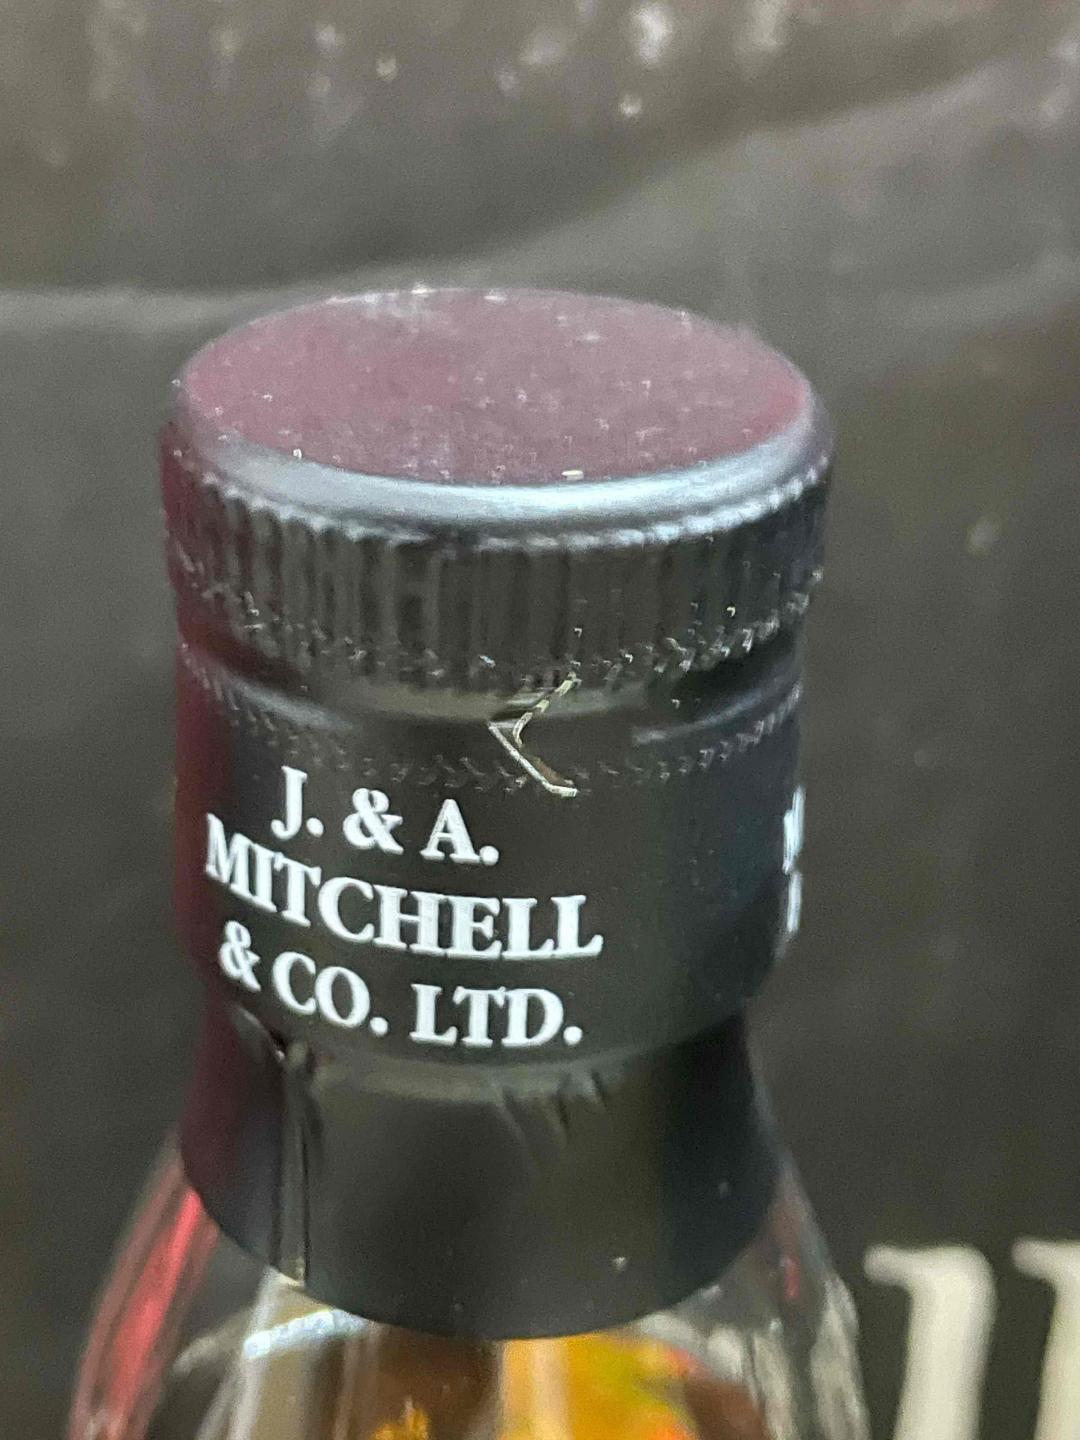 J. & A.
MITCHELL
& CO. LTD.